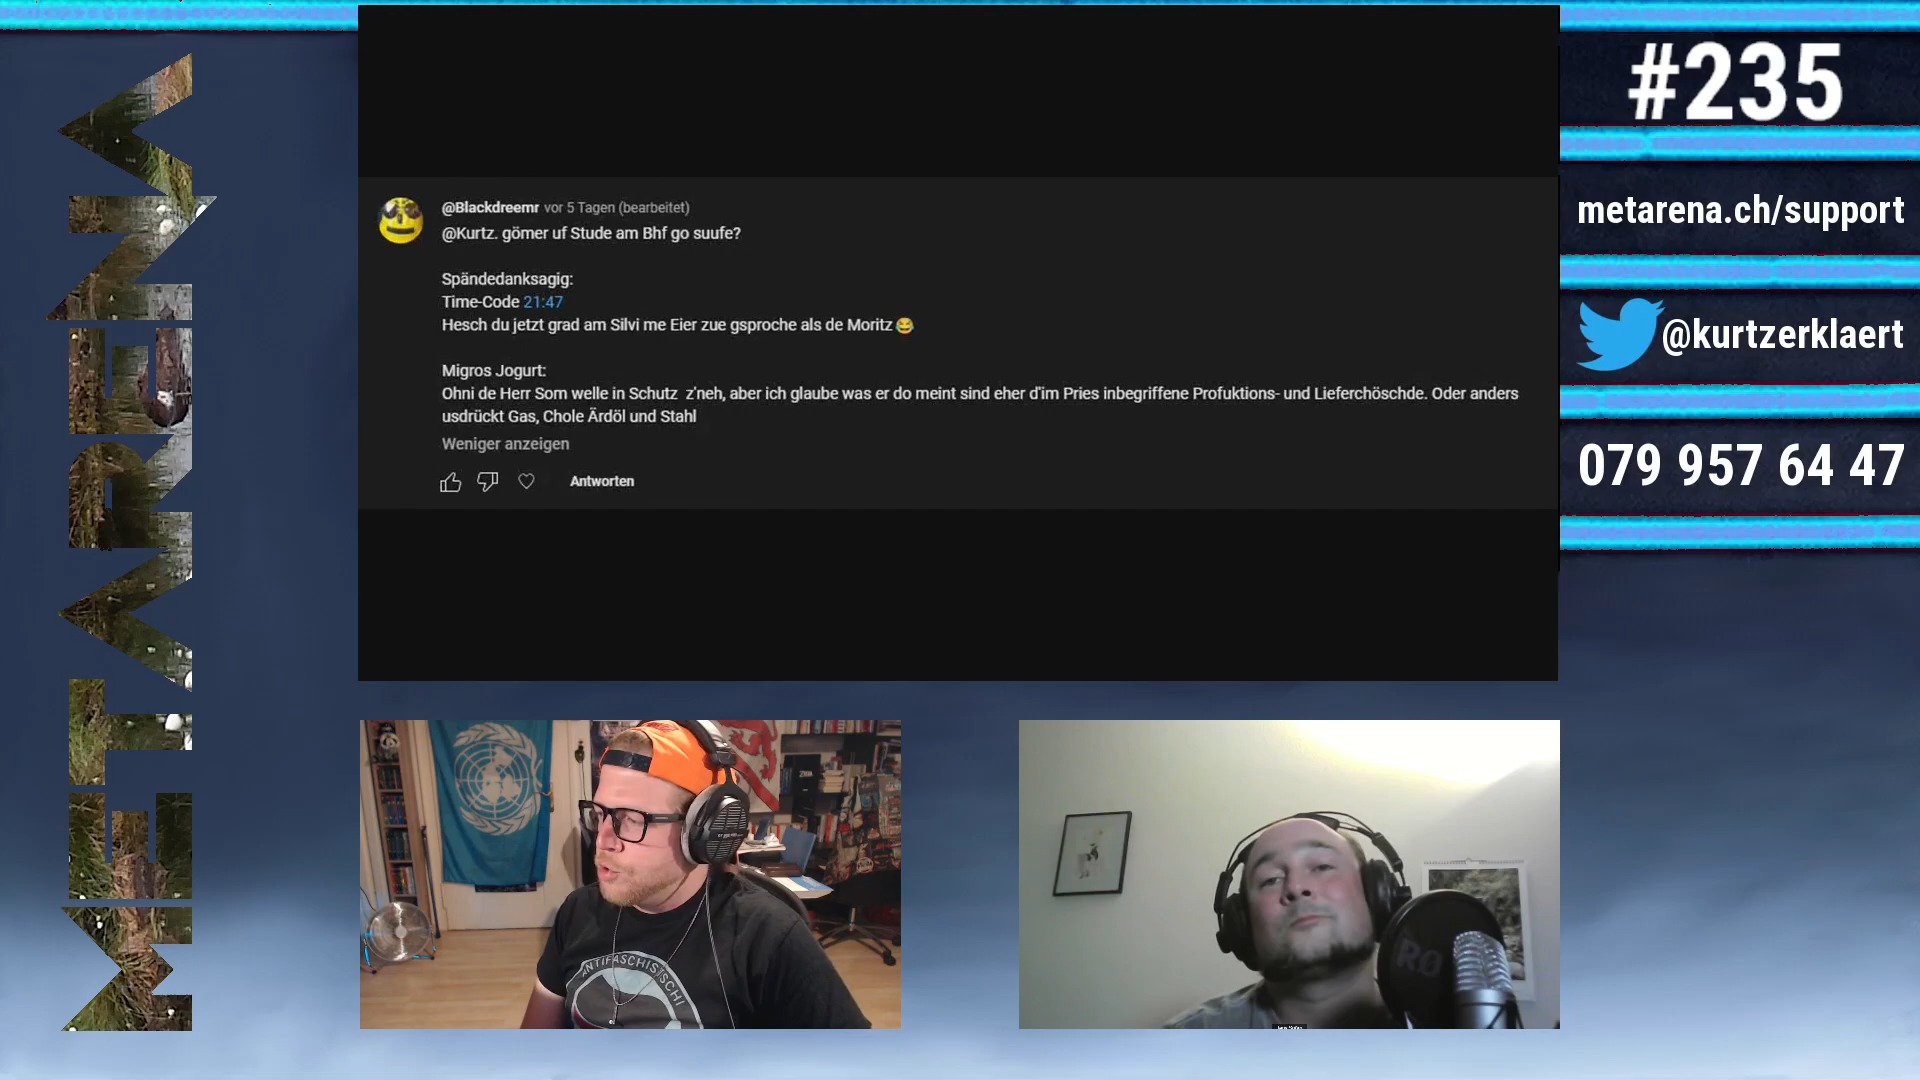 METARENA
#235
metarena.ch/support
@kurtzerklaert
079 957 64 47
@Blackdreemr vor 5 Tagen (bearbeitet)
@Kurtz. gömer uf Stude am Bhf go suufe?
Spändedanksagig:
Time-Code 21:47
Hesch du jetzt grad am Silvi me Eier zue gsproche als de Moritz😂
Migros Jogurt:
Ohni de Herr Som welle in Schutz z'neh, aber ich glaube was er do meint sind eher d'im Pries inbegriffene Profuktions- und Lieferchöschde. Oder anders
usdrückt Gas, Chole Ärdöl und Stahl
Weniger anzeigen
Antworten
ANTIFASCHISTISCHI
RØ